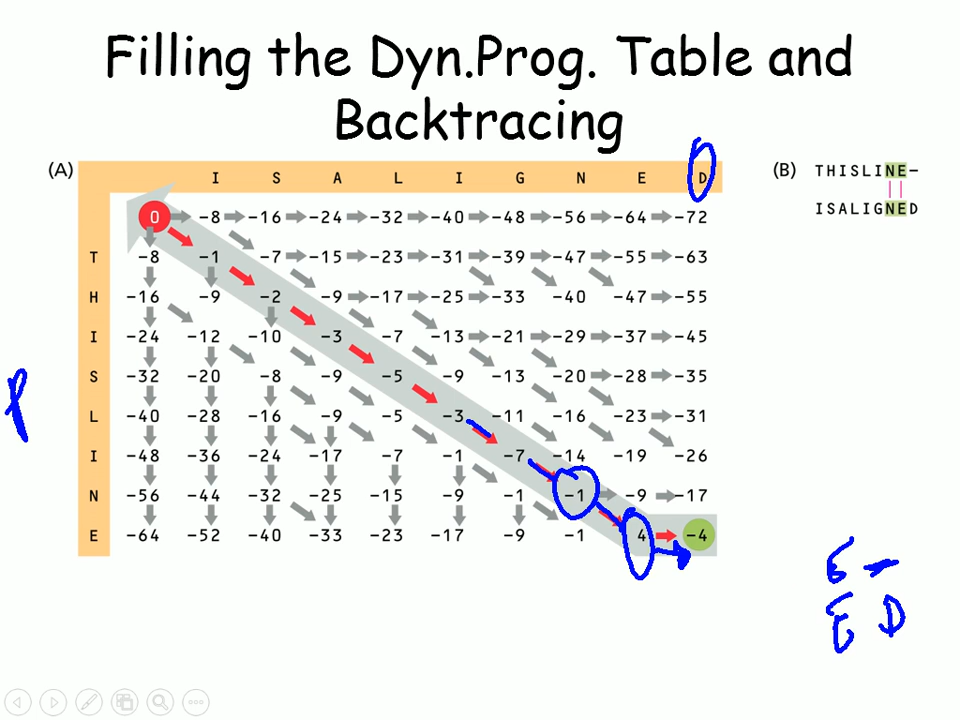 Filling the Dyn.Prog. Table and
Backtracing
(A)
I S A L I G N E D
0 -8 -16 -24 -32 -40 -48 -56 -64 -72
T -8 -1 -7 -15 -23 -31 -39 -47 -55 -63
H -16 -9 -2 -9 -17 -25 -33 -40 -47 -55
I -24 -12 -10 -3 -7 -13 -21 -29 -37 -45
S -32 -20 -8 -9 -5 -9 -13 -20 -28 -35
L -40 -28 -16 -9 -5 -3 -11 -16 -23 -31
I -48 -36 -24 -17 -7 -1 -7 -14 -19 -26
N -56 -44 -32 -25 -15 -9 -1 -1 -9 -17
E -64 -52 -40 -33 -23 -17 -9 -1 4 -4
(B) THISLINE-
ISALIGNED
E -
E D